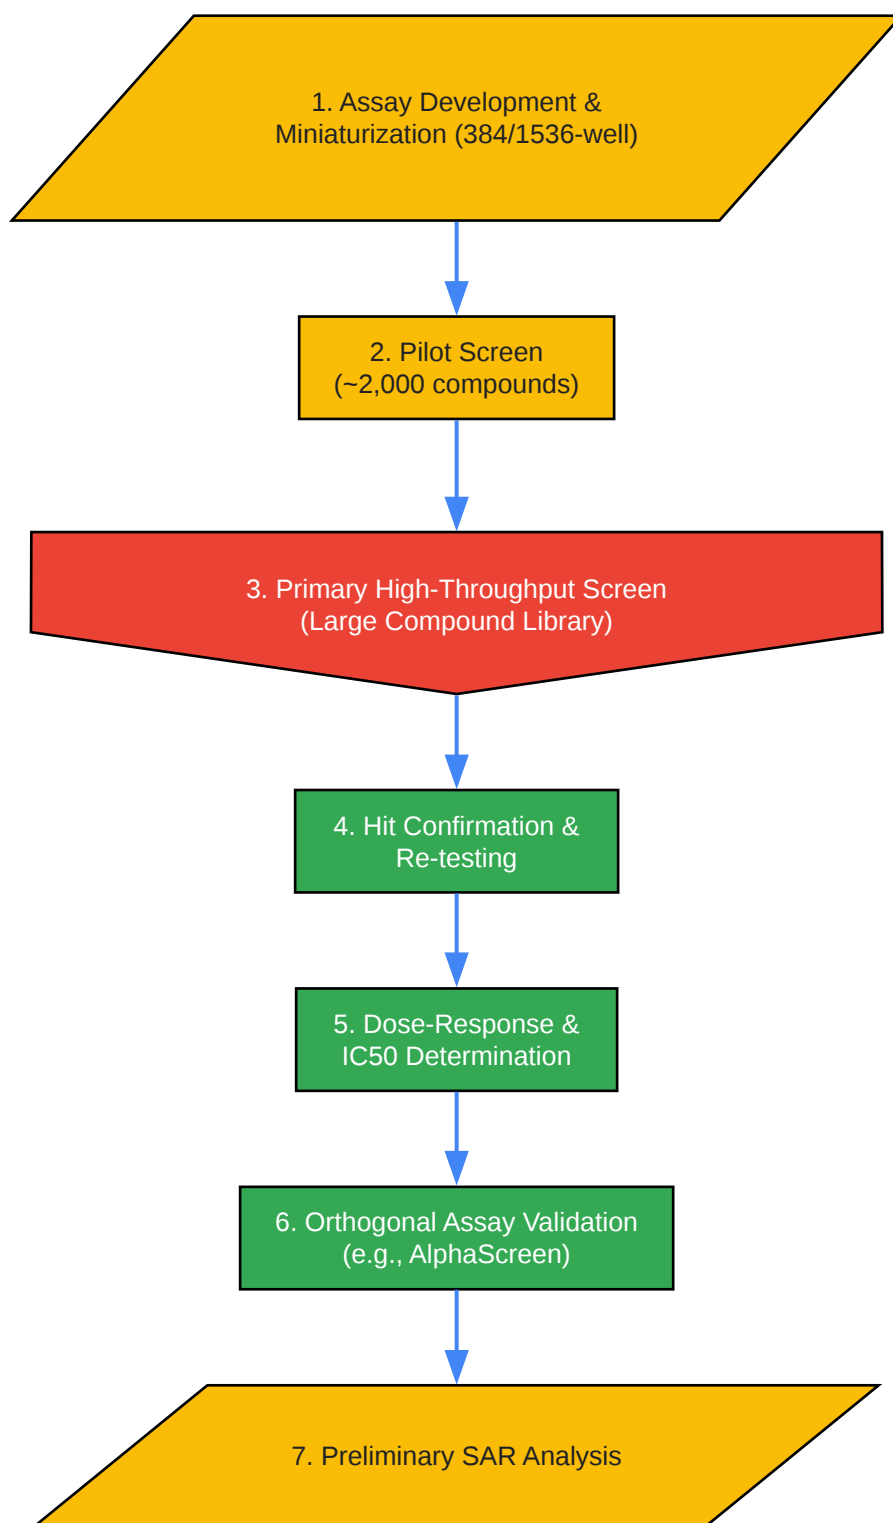 1. Assay Development &
Miniaturization (384/1536-well)
2. Pilot Screen
(~2,000 compounds)
3. Primary High-Throughput Screen
(Large Compound Library)
4. Hit Confirmation &
Re-testing
5. Dose-Response &
IC50 Determination
6. Orthogonal Assay Validation
(e.g., AlphaScreen)
7. Preliminary SAR Analysis